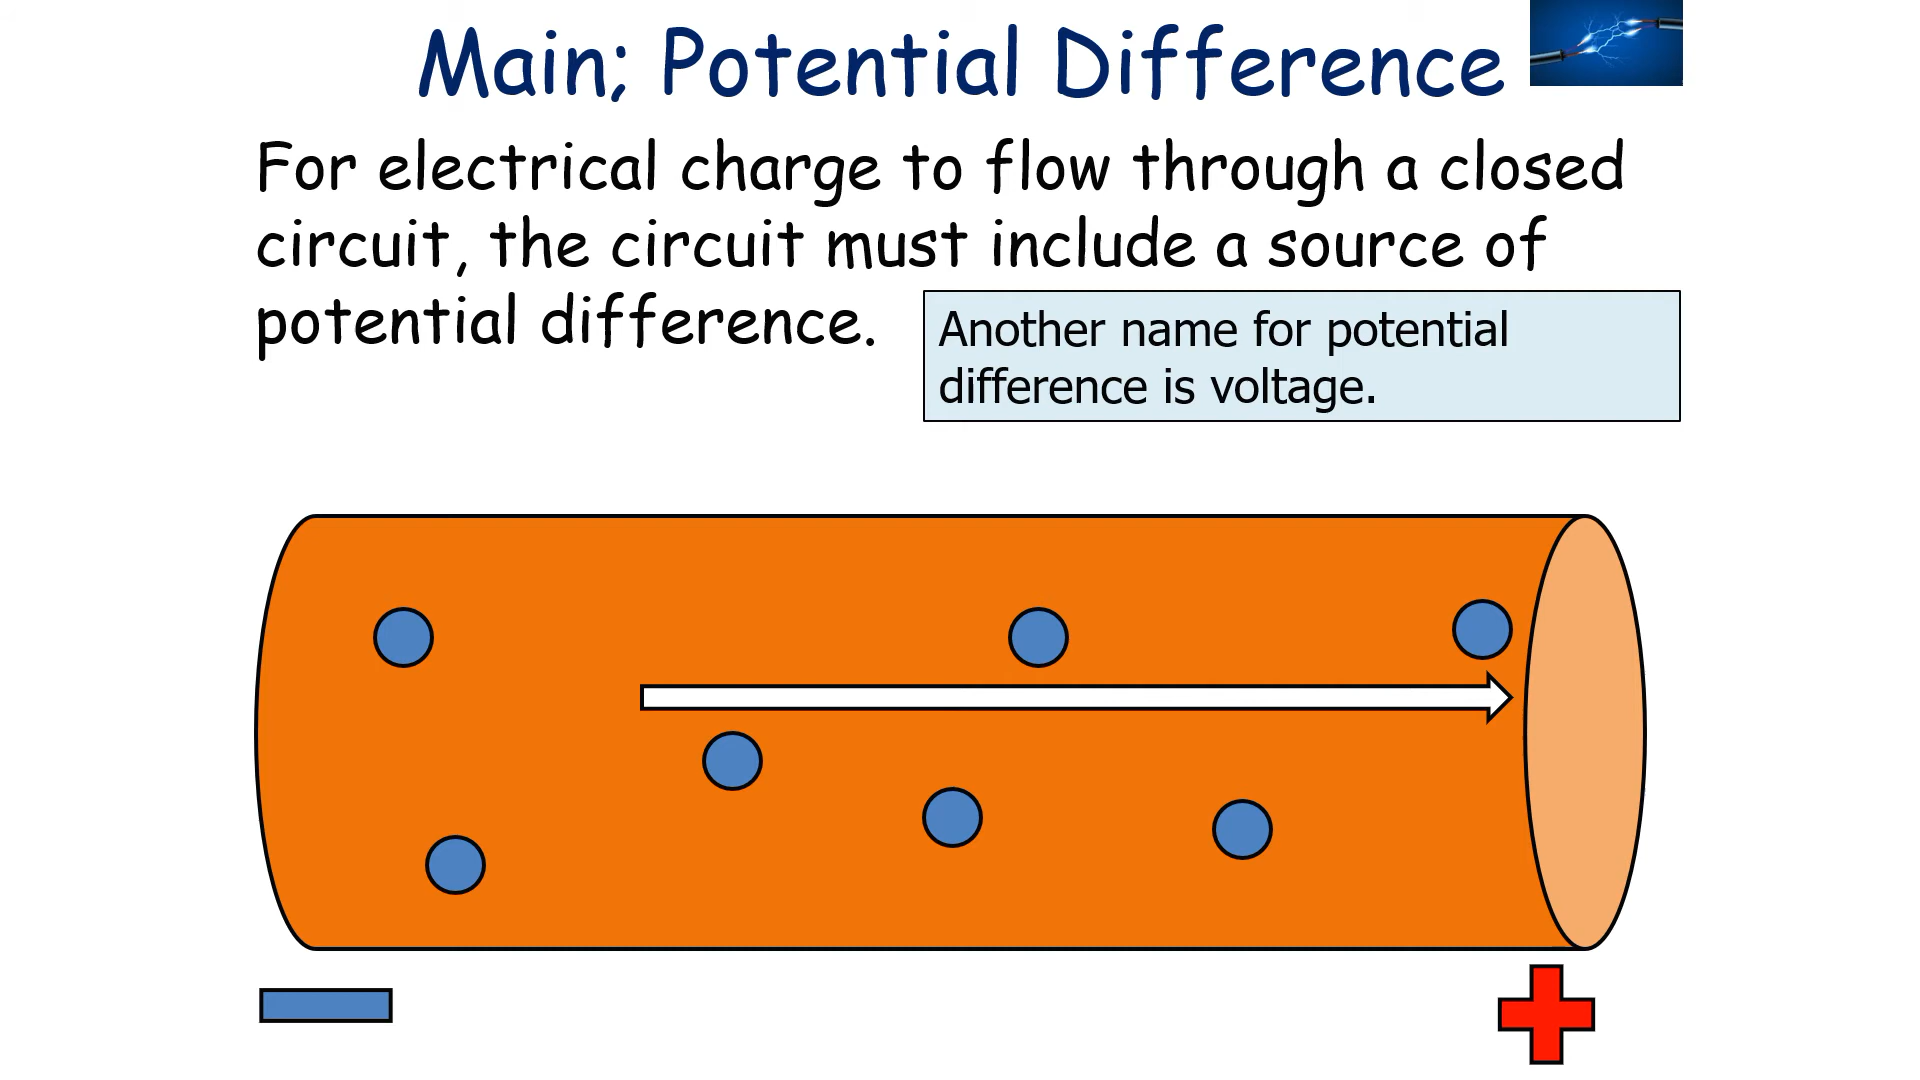 Main; Potential Difference
For electrical charge to flow through a closed
circuit, the circuit must include a source of
potential difference.
Another name for potential
difference is voltage.